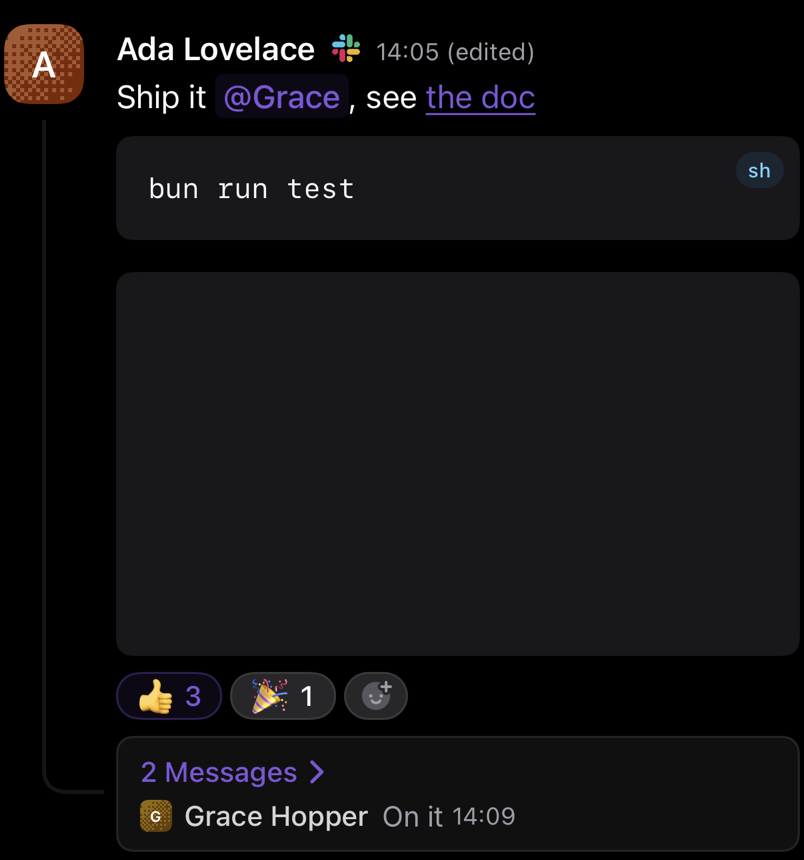 A
Ada Lovelace 14:05 (edited)
Ship it @Grace, see the doc
sh
bun run test
👍 3 🎉 1
2 Messages
G Grace Hopper On it 14:09